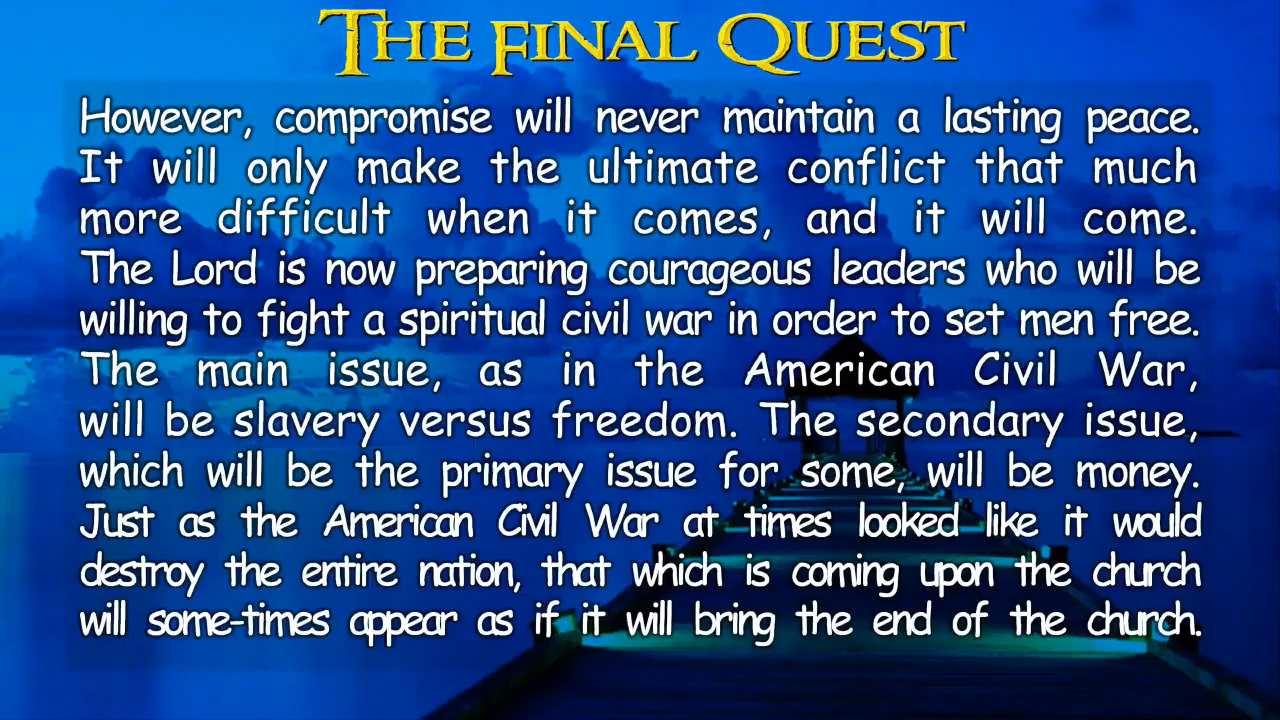 The Final Quest
However, compromise will never maintain a lasting peace.
It will only make the ultimate conflict that much
more difficult when it comes, and it will come.
The Lord is now preparing courageous leaders who will be
willing to fight a spiritual civil war in order to set men free.
The main issue, as in the American Civil War,
will be slavery versus freedom. The secondary issue,
which will be the primary issue for some, will be money.
Just as the American Civil War at times looked like it would
destroy the entire nation, that which is coming upon the church
will some-times appear as if it will bring the end of the church.